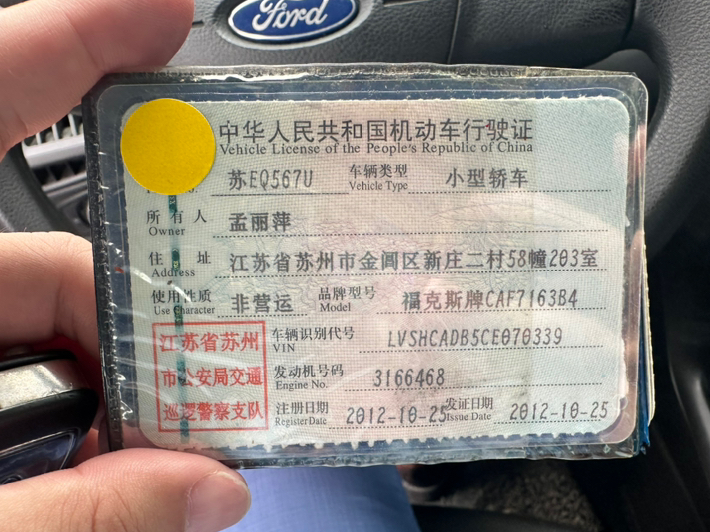 Ford
中华人民共和国机动车行驶证
Vehicle License of the People's Republic of China
苏EQ567U 车辆类型 Vehicle Type 小型轿车
所有人 Owner 孟丽萍
住址 Address 江苏省苏州市金阊区新庄二村58幢203室
使用性质 Use Character 非营运 品牌型号 Model 福克斯牌CAF7163B4
江苏省苏州
市公安局交通
巡逻警察支队
车辆识别代号 VIN LVSHCADB5CE070339
发动机号码 Engine No. 3166468
注册日期 Register Date 2012-10-25 发证日期 Issue Date 2012-10-25